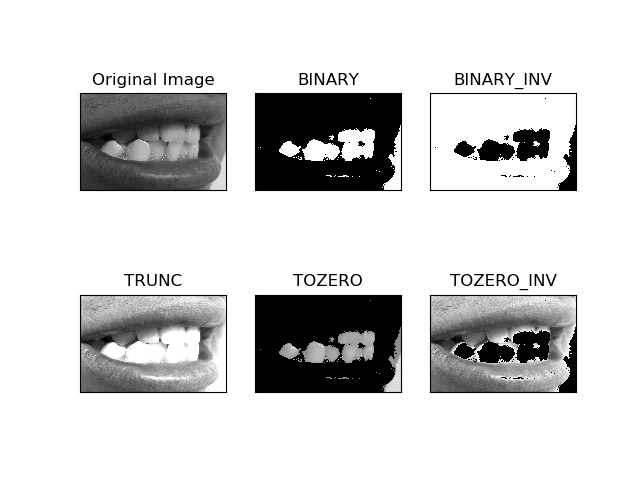 Original Image
BINARY
BINARY_INV
TRUNC
TOZERO
TOZERO_INV